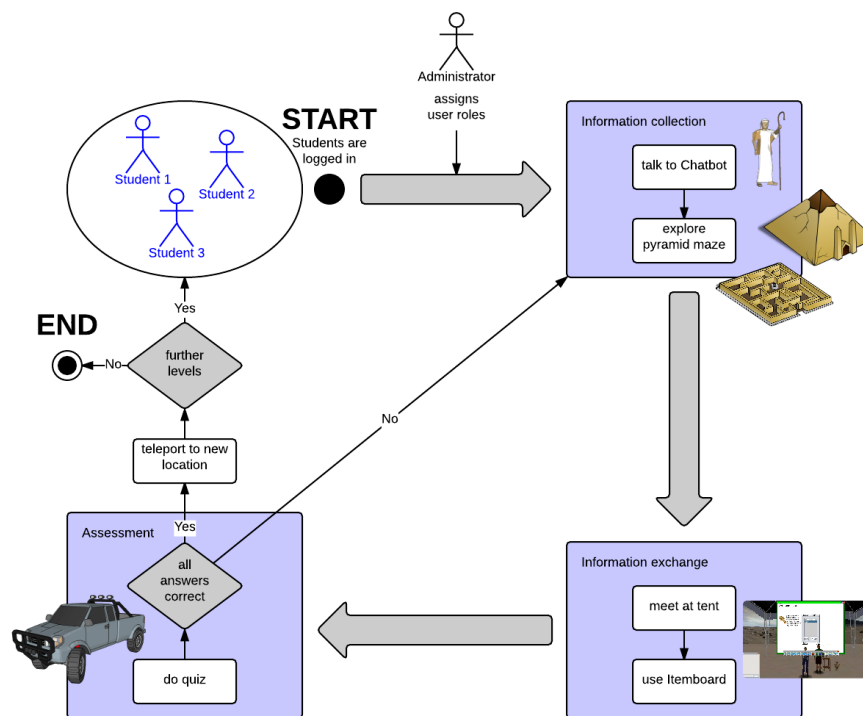 Administrator
assigns
user roles
START
Students are
logged in
Student 1
Student 2
Student 3
Information collection
talk to Chatbot
explore
pyramid maze
Yes
END
further
levels
No
No
teleport to new
location
Assessment
Yes
all
answers
correct
do quiz
Information exchange
meet at tent
use Itemboard